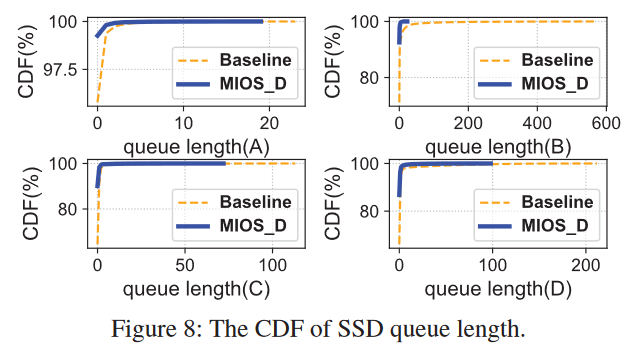 CDF(%)
100
97.5
Baseline
MIOS_D
0
10
20
queue length(A)
CDF(%)
100
80
Baseline
MIOS_D
0
200
400
600
queue length(B)
CDF(%)
100
80
Baseline
MIOS_D
0
50
100
queue length(C)
CDF(%)
100
80
Baseline
MIOS_D
0
100
200
queue length(D)
Figure 8: The CDF of SSD queue length.